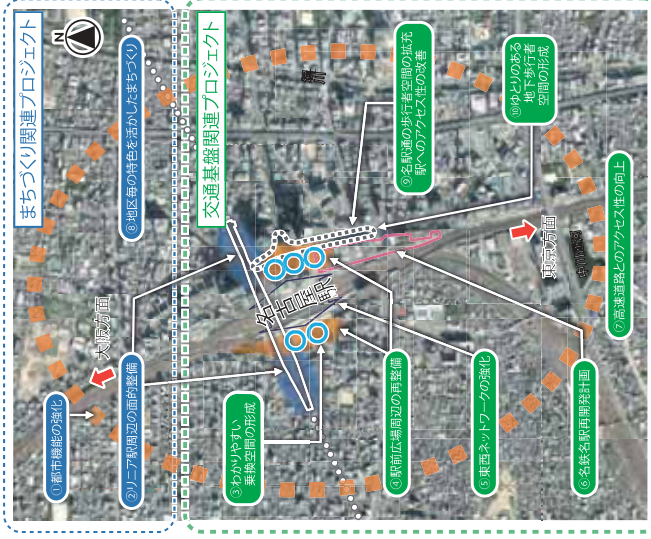 まちづくり関連プロジェクト
N
①都市機能の強化
②リニア駅周辺の面的整備
⑧地区毎の特色を活かしたまちづくり
大阪方面
交通基盤関連プロジェクト
③わかりやすい
乗換空間の形成
名古屋駅
④駅前広場周辺の再整備
⑤東西ネットワークの強化
⑥名鉄名駅再開発計画
⑦高速道路とのアクセス性の向上
⑨名駅通の歩行者空間の拡充
駅へのアクセス性の改善
⑩ゆとりのある
地下歩行者
空間の形成
東京方面